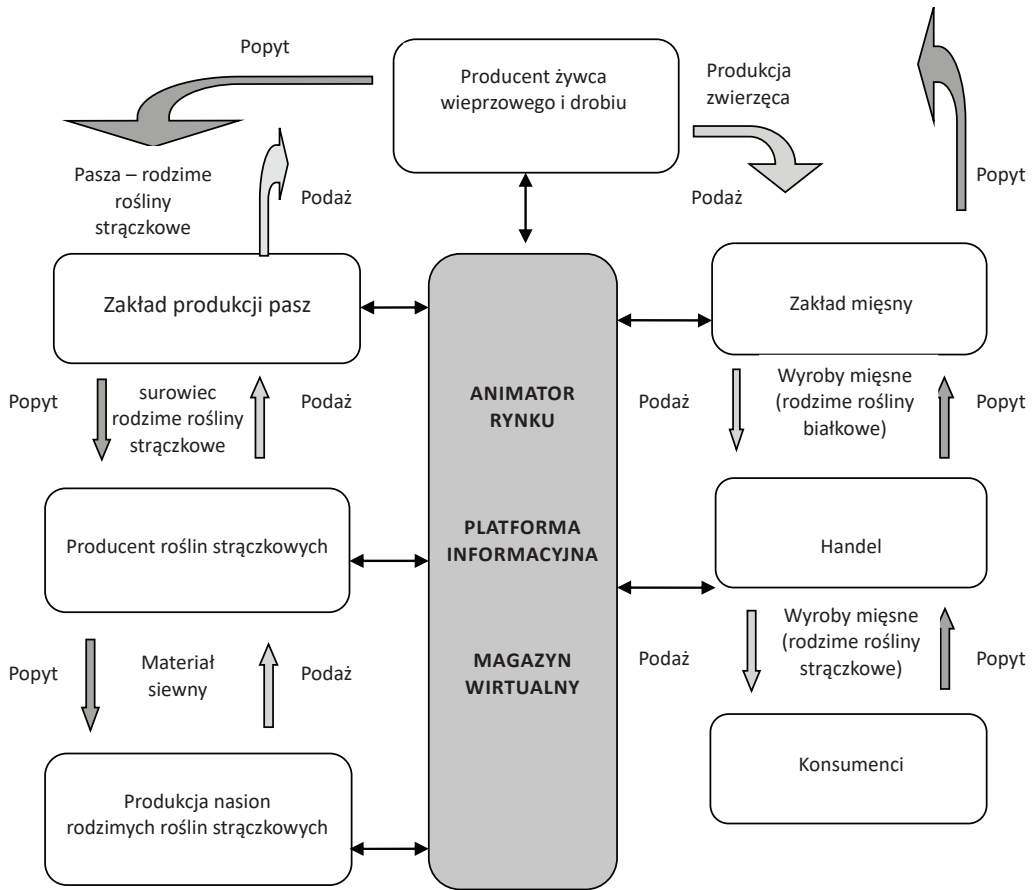 Popyt
Producent żywca
wieprzowego i drobiu
Produkcja
zwierzęca
Pasza – rodzime
rośliny
strączkowe
Podaż
Podaż
Popyt
Zakład produkcji pasz
Zakład mięsny
Popyt
surowiec
rodzime rośliny
strączkowe
Podaż
ANIMATOR
RYNKU
Podaż
Wyroby mięsne
(rodzime rośliny
białkowe)
Popyt
Producent roślin strączkowych
PLATFORMA
INFORMACYJNA
Handel
Popyt
Materiał
siewny
Podaż
MAGAZYN
WIRTUALNY
Podaż
Wyroby mięsne
(rodzime rośliny
strączkowe)
Popyt
Produkcja nasion
rodzimych roślin strączkowych
Konsumenci